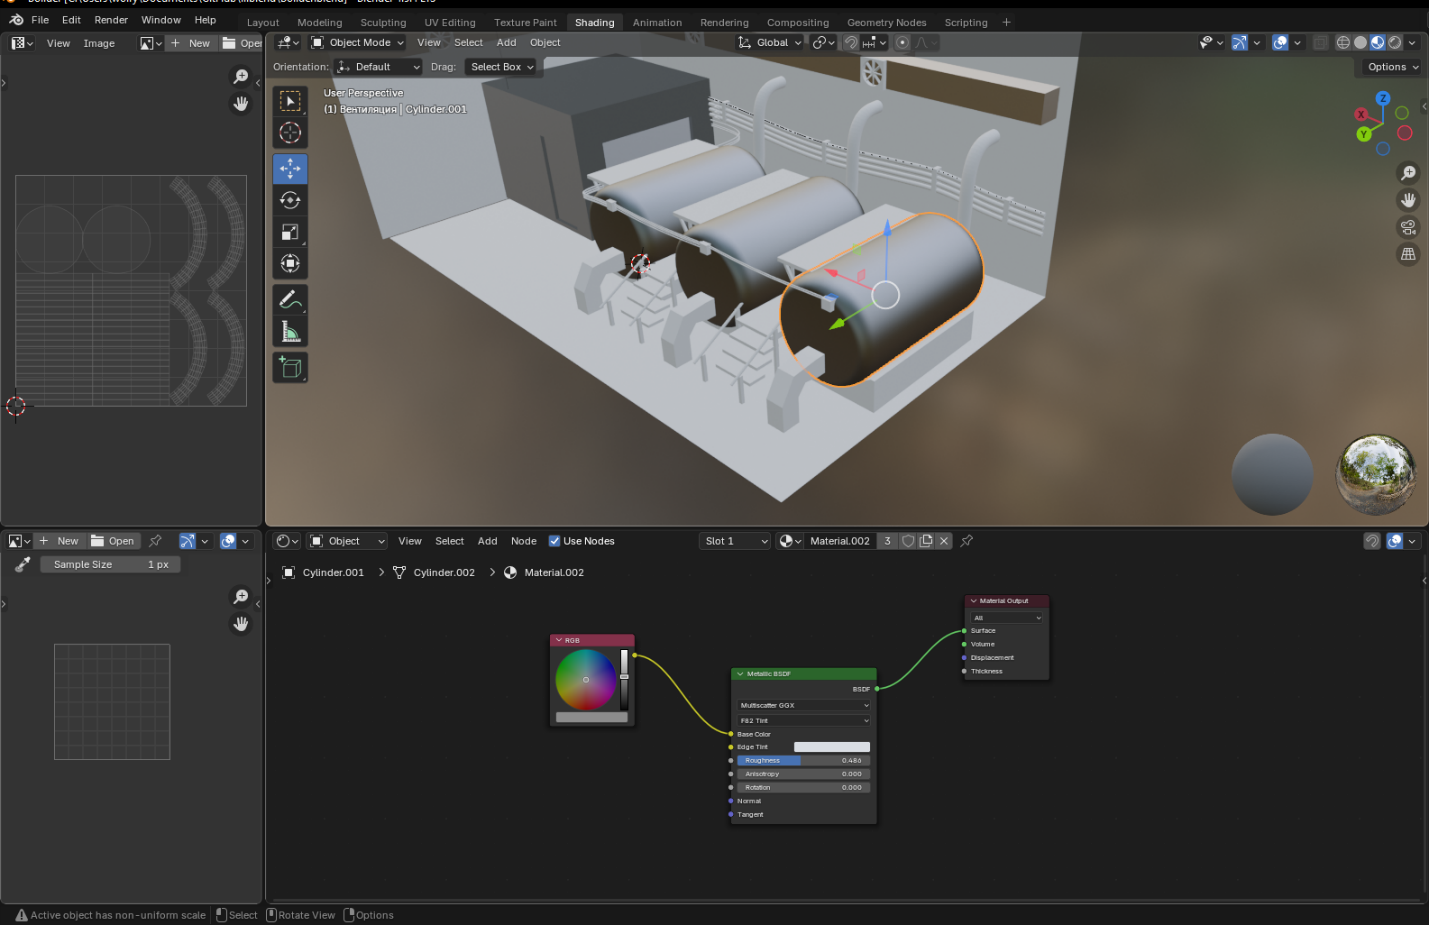 File Edit Render Window Help
Layout Modeling Sculpting UV Editing Texture Paint Shading Animation Rendering Compositing Geometry Nodes Scripting +
View Image New Open
Object Mode View Select Add Object Global
Orientation: Default Drag: Select Box Options
User Perspective
(1) Вентиляция | Cylinder.001
Z
X
Y
New Open
Object View Select Add Node Use Nodes Slot 1 Material.002 3
Sample Size 1 px
Cylinder.001 > Cylinder.002 > Material.002
Material Output
All
Surface
Volume
Displacement
Thickness
RGB
Metallic BSDF
BSDF
Multiscatter GGX
F82 Tint
Base Color
Edge Tint
Roughness 0.486
Anisotropy 0.000
Rotation 0.000
Normal
Tangent
Active object has non-uniform scale Select Rotate View Options